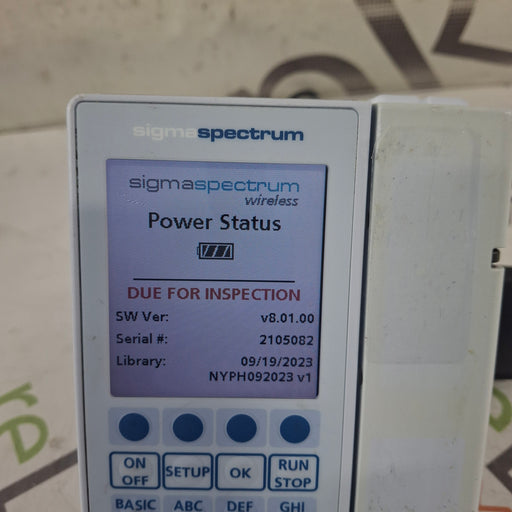 sigmaspectrum
sigmaspectrum
wireless
Power Status
DUE FOR INSPECTION
SW Ver: v8.01.00
Serial #: 2105082
Library: 09/19/2023
NYPH092023 v1
ON OFF SETUP OK RUN STOP
BASIC ABC DEF GHI
re